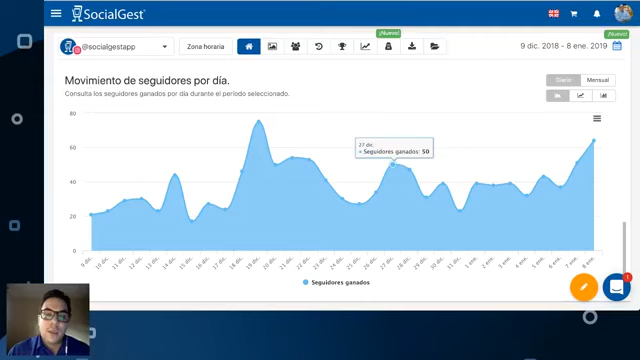 SocialGest
@socialgestapp
Zona horaria
¡Nuevo!
¡Nuevo!
9 dic. 2018 - 8 ene. 2019
Movimiento de seguidores por día.
Consulta los seguidores ganados por día durante el período seleccionado.
Diario
Mensual
80
60
40
20
0
27 dic.
Seguidores ganados: 50
9 dic.
10 dic.
11 dic.
12 dic.
13 dic.
14 dic.
15 dic.
16 dic.
17 dic.
18 dic.
19 dic.
20 dic.
21 dic.
22 dic.
23 dic.
24 dic.
25 dic.
26 dic.
27 dic.
28 dic.
29 dic.
30 dic.
31 dic.
1 ene.
2 ene.
3 ene.
4 ene.
5 ene.
6 ene.
7 ene.
8 ene.
Seguidores ganados
1